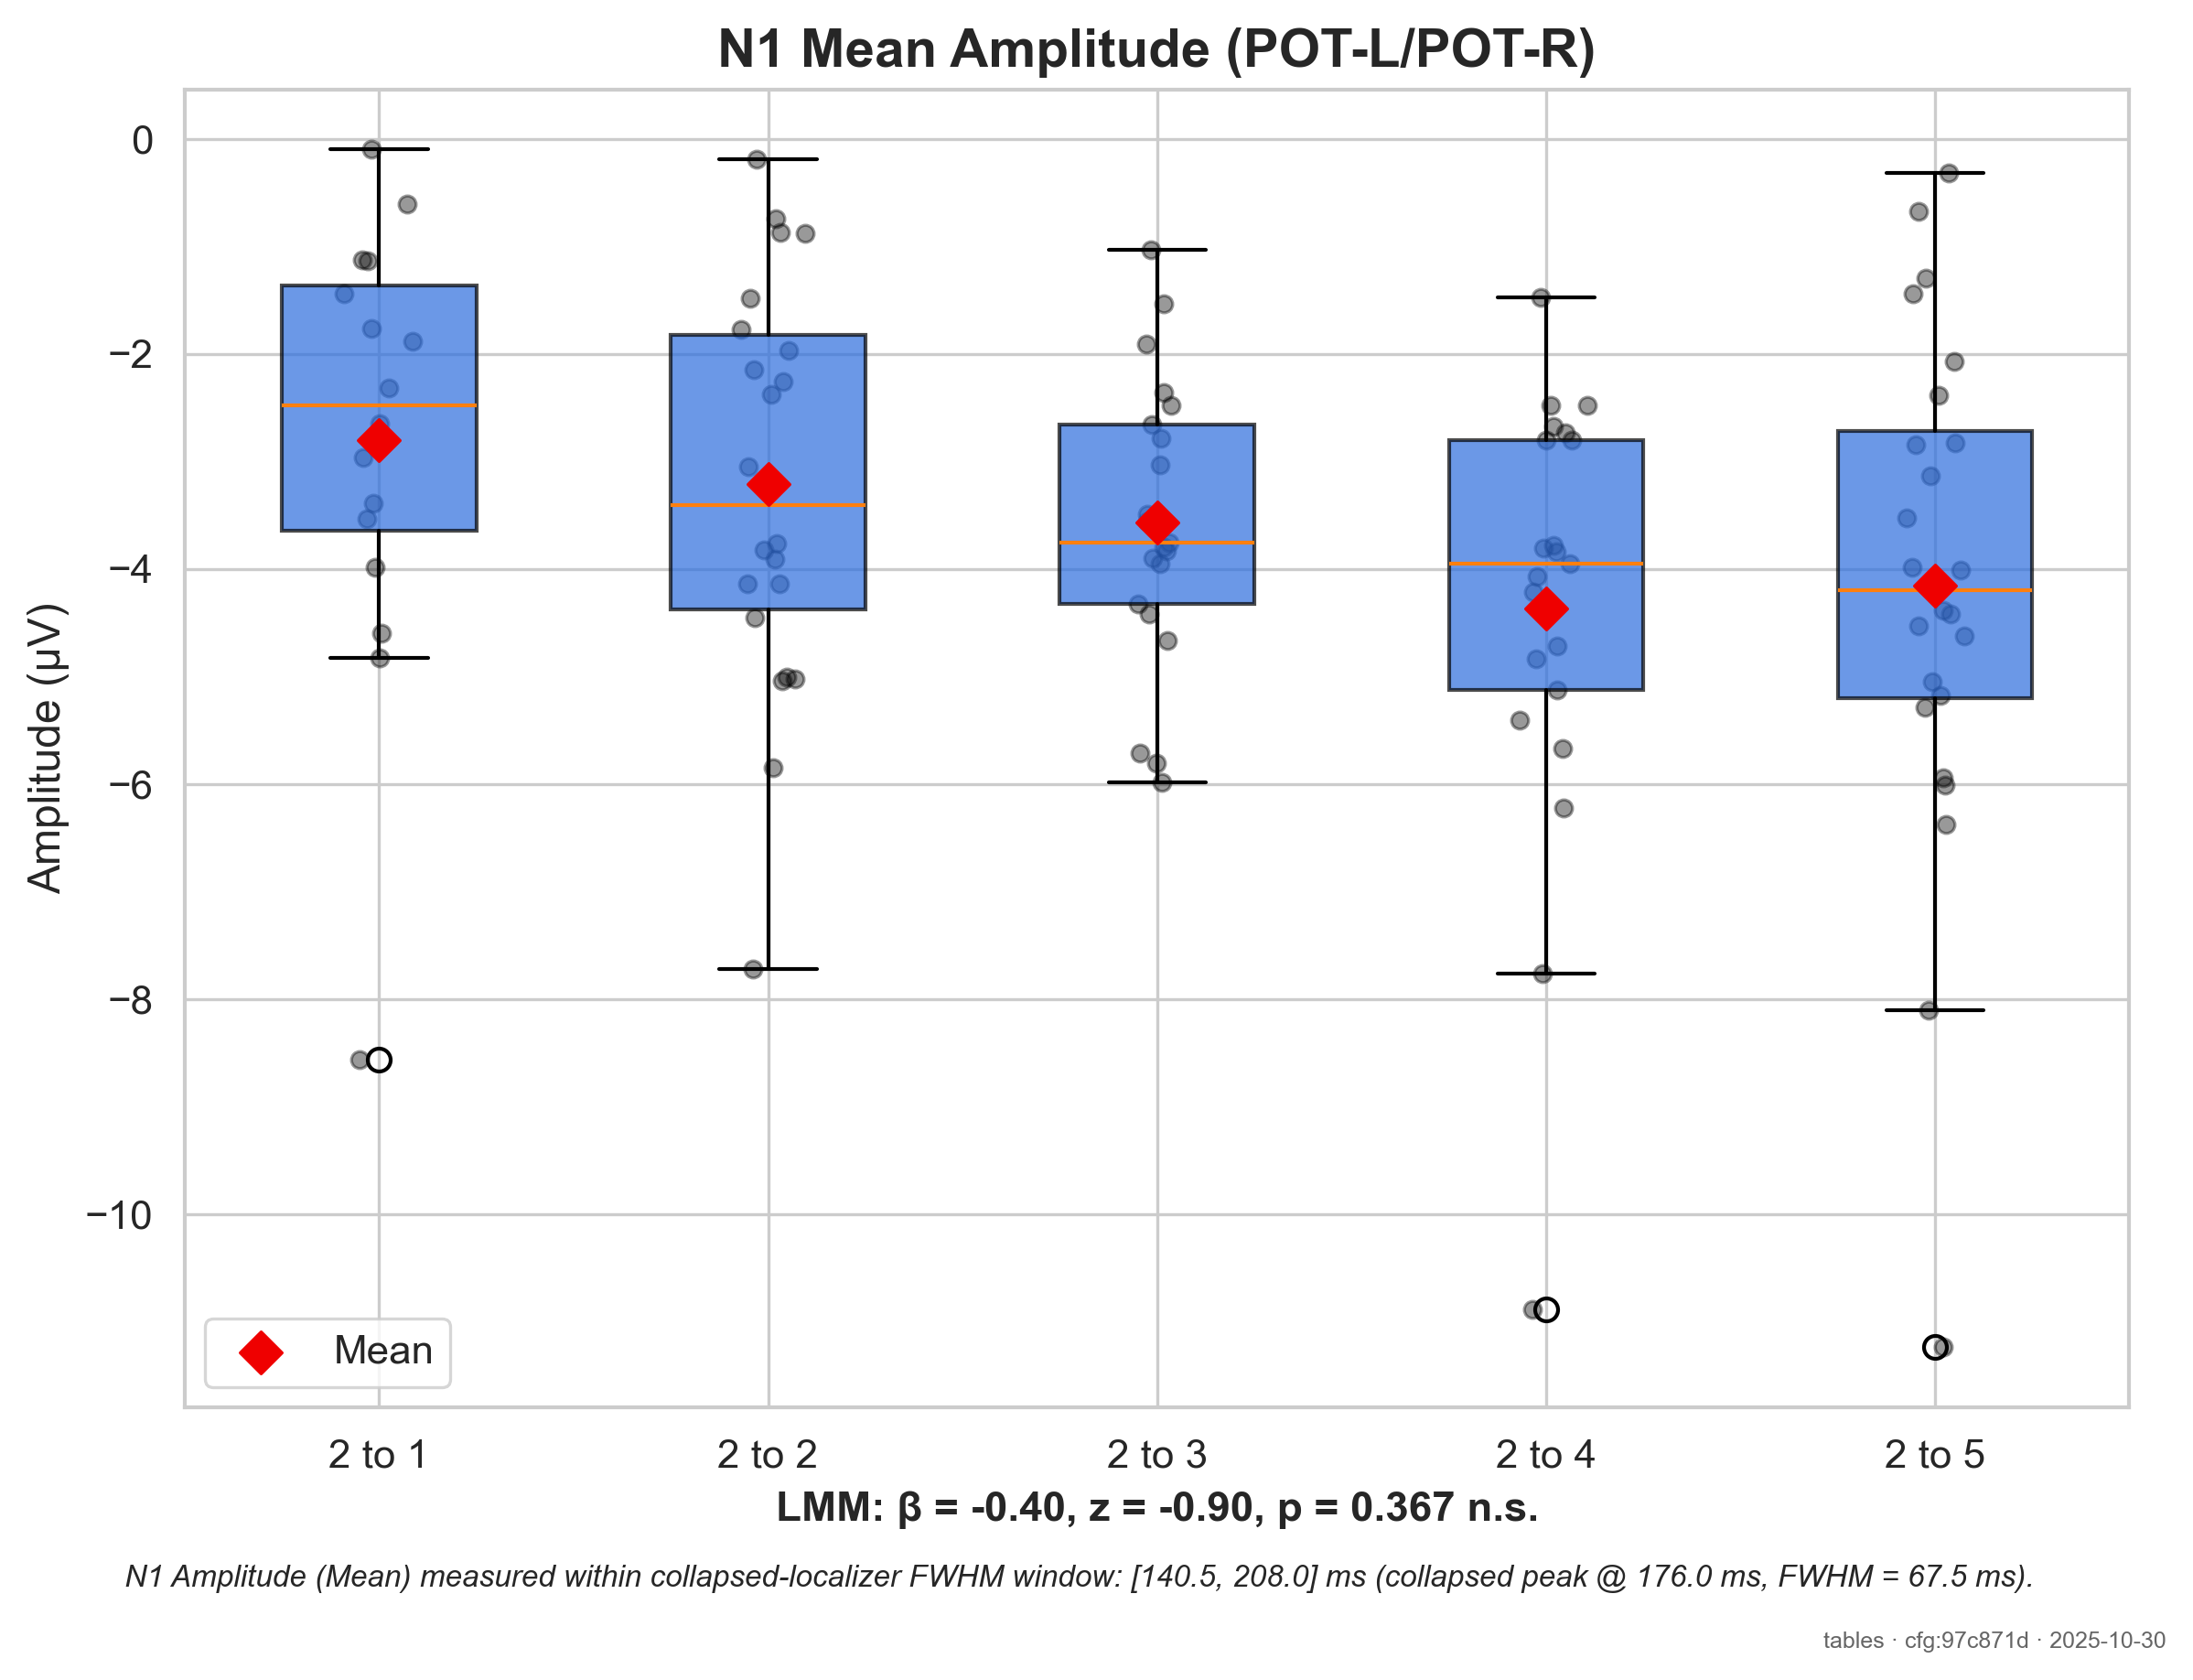 N1 Mean Amplitude (POT-L/POT-R)
Amplitude (µV)
0
−2
−4
−6
−8
−10
Mean
2 to 1
2 to 2
2 to 3
2 to 4
2 to 5
LMM: β = -0.40, z = -0.90, p = 0.367 n.s.
N1 Amplitude (Mean) measured within collapsed-localizer FWHM window: [140.5, 208.0] ms (collapsed peak @ 176.0 ms, FWHM = 67.5 ms).
tables · cfg:97c871d · 2025-10-30